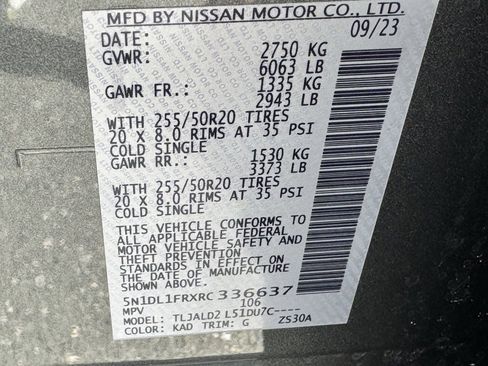 MFD BY NISSAN MOTOR CO., LTD.
DATE: 09/23
GVWR: 2750 KG
6063 LB
GAWR FR.: 1335 KG
2943 LB
WITH 255/50R20 TIRES
20 X 8.0 RIMS AT 35 PSI
COLD SINGLE
GAWR RR.: 1530 KG
3373 LB
WITH 255/50R20 TIRES
20 X 8.0 RIMS AT 35 PSI
COLD SINGLE
THIS VEHICLE CONFORMS TO
ALL APPLICABLE FEDERAL
MOTOR VEHICLE SAFETY AND
THEFT PREVENTION
STANDARDS IN EFFECT ON
THE DATE OF MANUFACTURE
SHOWN ABOVE.
5N1DL1FRXRC336637
MPV 106
MODEL: TLJALD2 L51DU7C----
COLOR: KAD TRIM: G ZS30A